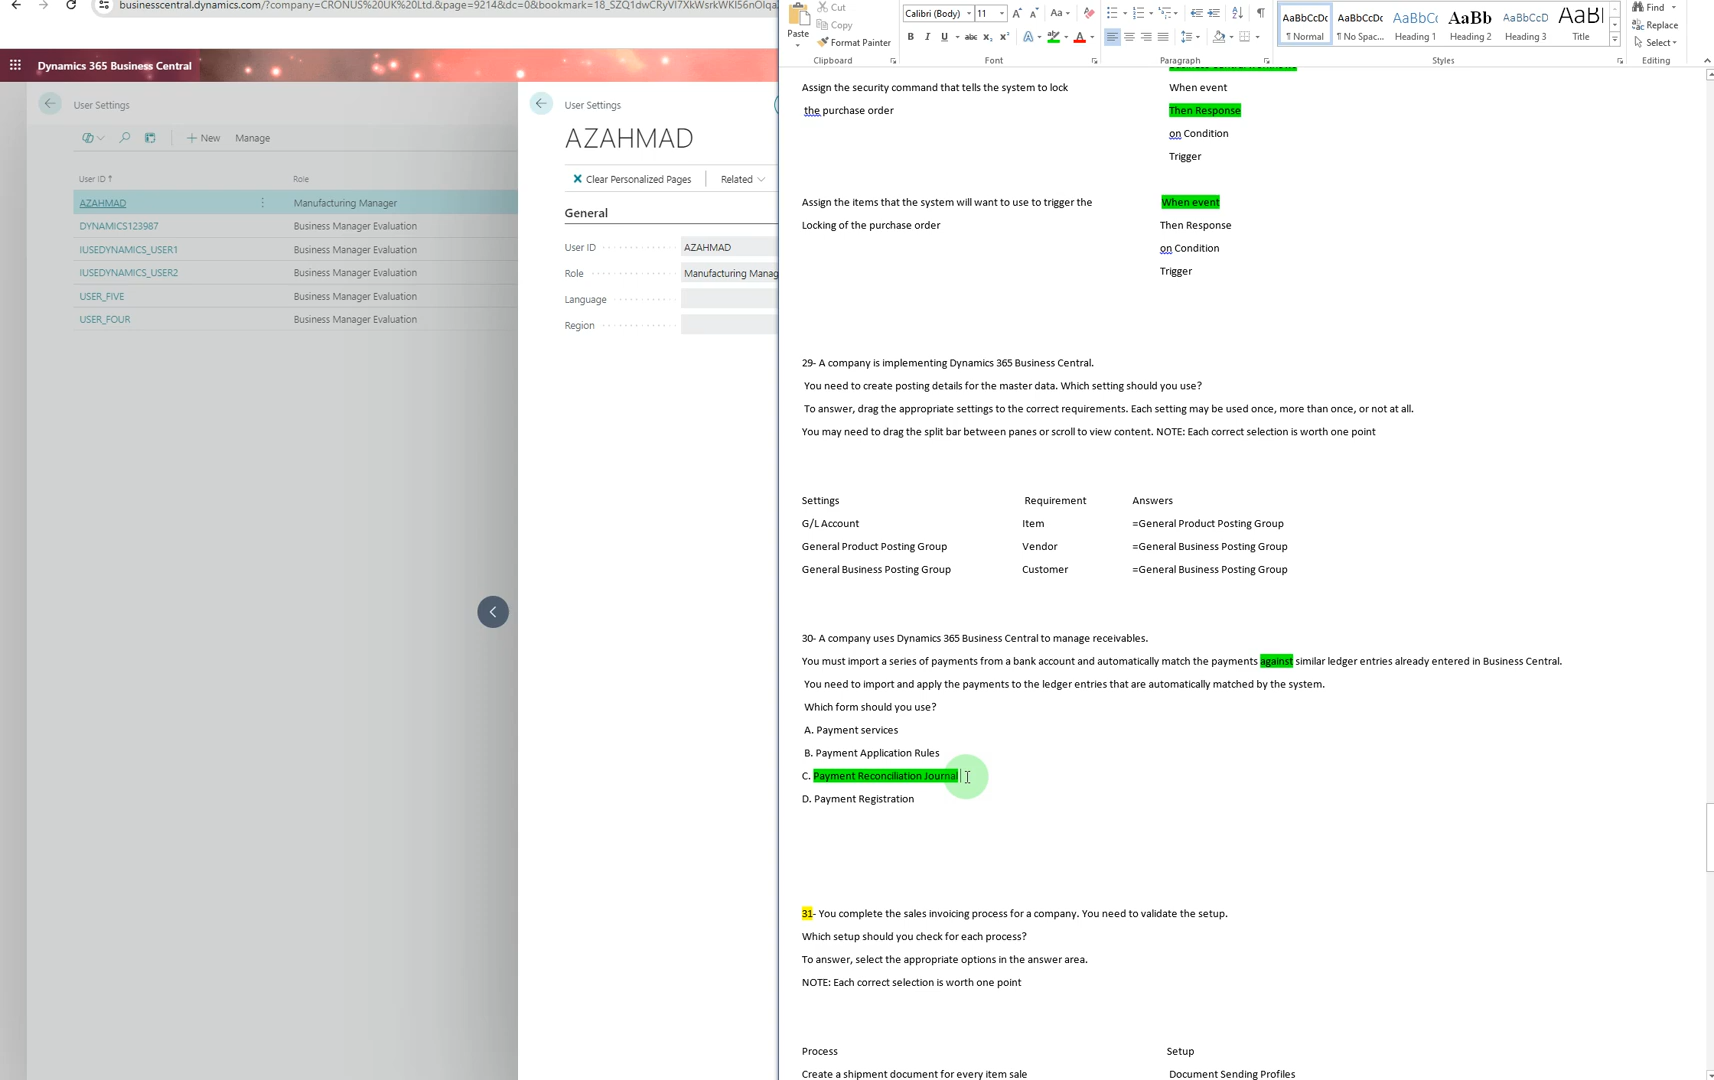 businesscentral.dynamics.com/?company=CRONUS%20UK%20Ltd.&page=9214&dc=0&bookmark=18_
Dynamics 365 Business Central
User Settings
+ New Manage
User ID ↑ Role
AZAHMAD Manufacturing Manager
DYNAMICS123987 Business Manager Evaluation
IUSEDYNAMICS_USER1 Business Manager Evaluation
IUSEDYNAMICS_USER2 Business Manager Evaluation
USER_FIVE Business Manager Evaluation
USER_FOUR Business Manager Evaluation
User Settings
AZAHMAD
Clear Personalized Pages Related
General
User ID AZAHMAD
Role Manufacturing Manag
Language
Region
Paste
Cut
Copy
Format Painter
Clipboard
Calibri (Body) 11 Aa
B I U abc x₂ x² A A
Font
Paragraph
AaBbCcDc AaBbCcDc AaBbCc AaBb AaBbCcD AaBl
¶ Normal ¶ No Spac... Heading 1 Heading 2 Heading 3 Title
Styles
Find
Replace
Select
Editing
Assign the security command that tells the system to lock
the purchase order
When event
Then Response
on Condition
Trigger
Assign the items that the system will want to use to trigger the
Locking of the purchase order
When event
Then Response
on Condition
Trigger
29- A company is implementing Dynamics 365 Business Central.
You need to create posting details for the master data. Which setting should you use?
To answer, drag the appropriate settings to the correct requirements. Each setting may be used once, more than once, or not at all.
You may need to drag the split bar between panes or scroll to view content. NOTE: Each correct selection is worth one point
Settings Requirement Answers
G/L Account Item =General Product Posting Group
General Product Posting Group Vendor =General Business Posting Group
General Business Posting Group Customer =General Business Posting Group
30- A company uses Dynamics 365 Business Central to manage receivables.
You must import a series of payments from a bank account and automatically match the payments against similar ledger entries already entered in Business Central.
You need to import and apply the payments to the ledger entries that are automatically matched by the system.
Which form should you use?
A. Payment services
B. Payment Application Rules
C. Payment Reconciliation Journal
D. Payment Registration
31- You complete the sales invoicing process for a company. You need to validate the setup.
Which setup should you check for each process?
To answer, select the appropriate options in the answer area.
NOTE: Each correct selection is worth one point
Process Setup
Create a shipment document for every item sale Document Sending Profiles